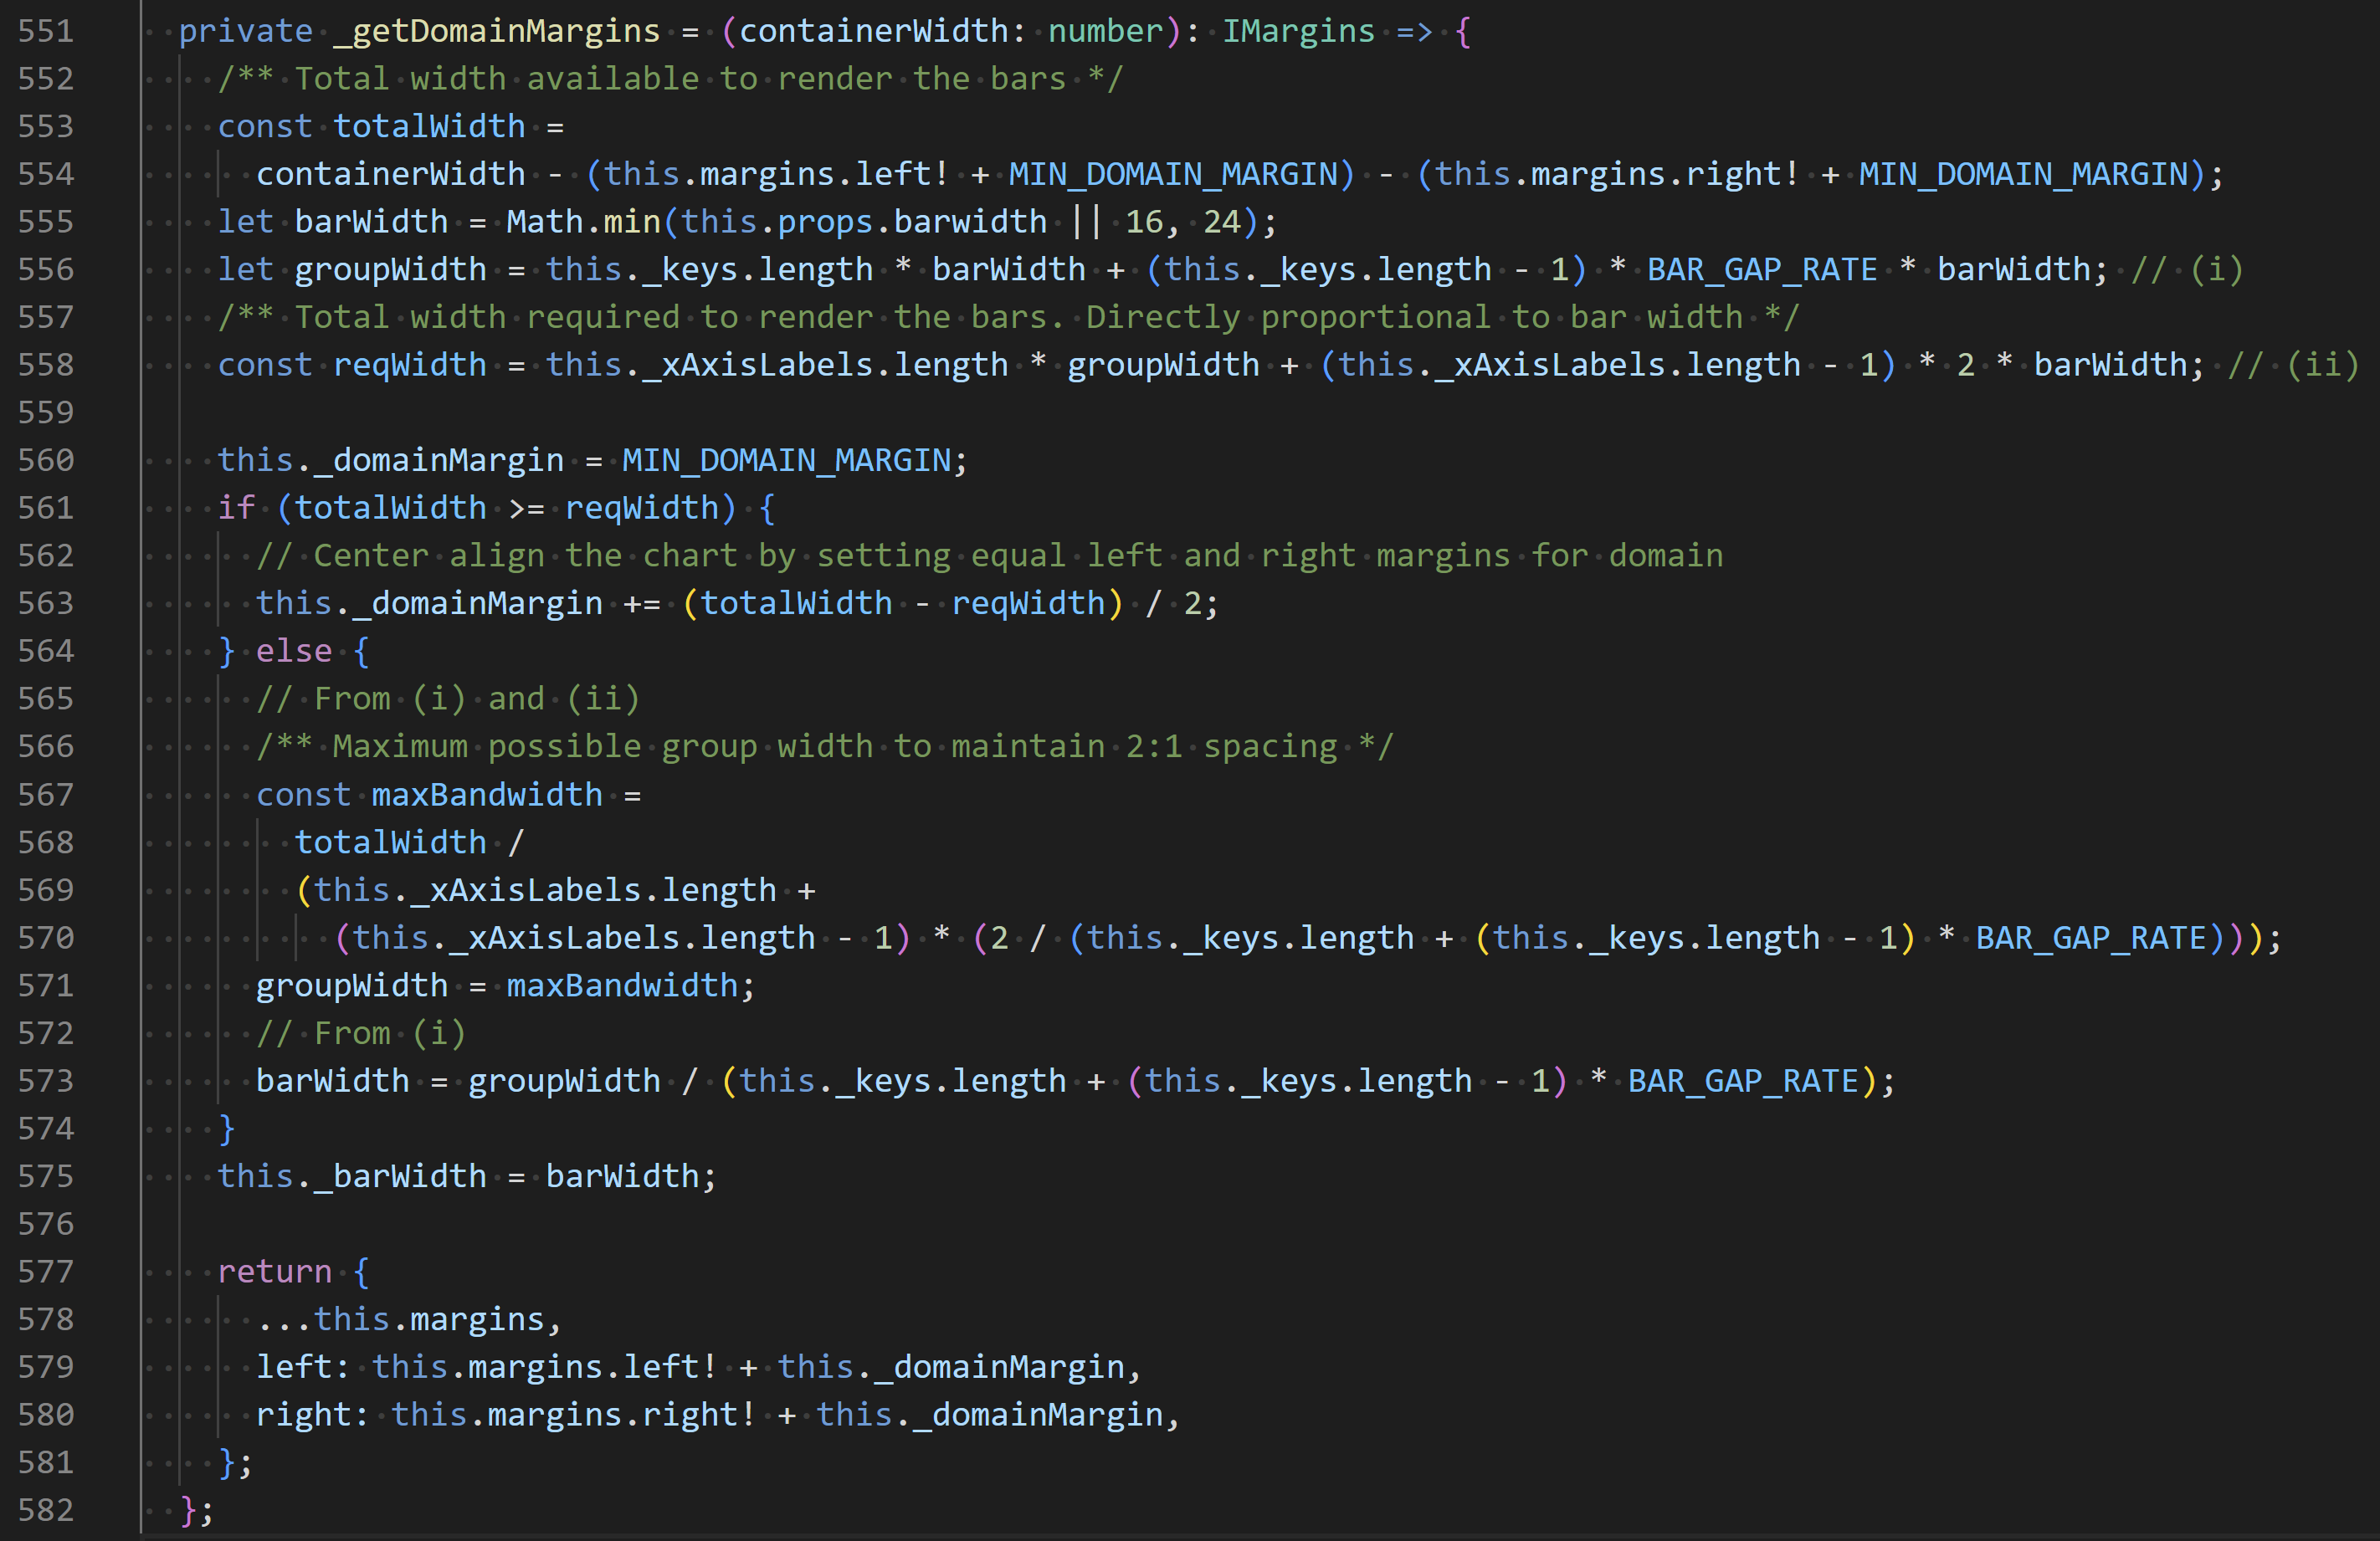 551 private _getDomainMargins = (containerWidth: number): IMargins => {
552 /** Total width available to render the bars */
553 const totalWidth =
554 containerWidth - (this.margins.left! + MIN_DOMAIN_MARGIN) - (this.margins.right! + MIN_DOMAIN_MARGIN);
555 let barWidth = Math.min(this.props.barwidth || 16, 24);
556 let groupWidth = this._keys.length * barWidth + (this._keys.length - 1) * BAR_GAP_RATE * barWidth; // (i)
557 /** Total width required to render the bars. Directly proportional to bar width */
558 const reqWidth = this._xAxisLabels.length * groupWidth + (this._xAxisLabels.length - 1) * 2 * barWidth; // (ii)
559
560 this._domainMargin = MIN_DOMAIN_MARGIN;
561 if (totalWidth >= reqWidth) {
562 // Center align the chart by setting equal left and right margins for domain
563 this._domainMargin += (totalWidth - reqWidth) / 2;
564 } else {
565 // From (i) and (ii)
566 /** Maximum possible group width to maintain 2:1 spacing */
567 const maxBandwidth =
568 totalWidth /
569 (this._xAxisLabels.length +
570 (this._xAxisLabels.length - 1) * (2 / (this._keys.length + (this._keys.length - 1) * BAR_GAP_RATE)));
571 groupWidth = maxBandwidth;
572 // From (i)
573 barWidth = groupWidth / (this._keys.length + (this._keys.length - 1) * BAR_GAP_RATE);
574 }
575 this._barWidth = barWidth;
576
577 return {
578 ...this.margins,
579 left: this.margins.left! + this._domainMargin,
580 right: this.margins.right! + this._domainMargin,
581 };
582 };